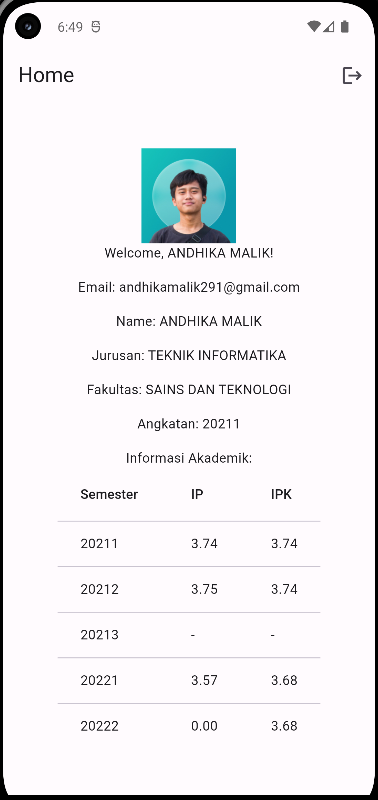 6:49
Home
Welcome, ANDHIKA MALIK!
Email: andhikamalik291@gmail.com
Name: ANDHIKA MALIK
Jurusan: TEKNIK INFORMATIKA
Fakultas: SAINS DAN TEKNOLOGI
Angkatan: 20211
Informasi Akademik:
Semester IP IPK
20211 3.74 3.74
20212 3.75 3.74
20213 - -
20221 3.57 3.68
20222 0.00 3.68